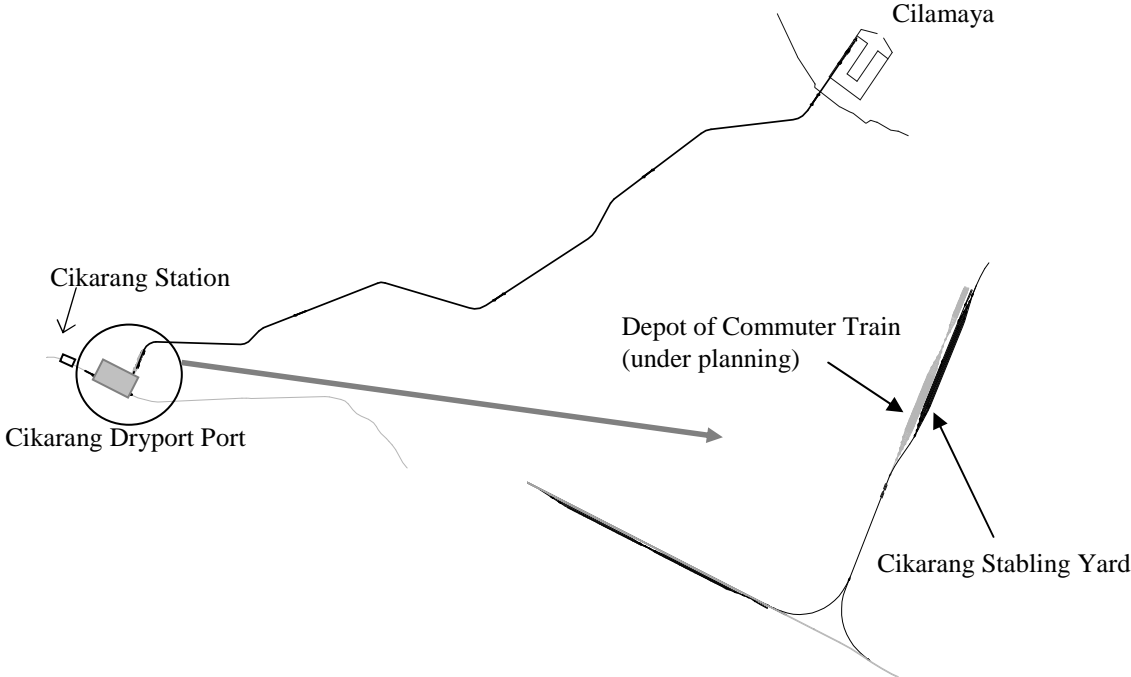 Cilamaya
Cikarang Station
Depot of Commuter Train
(under planning)
Cikarang Dryport Port
Cikarang Stabling Yard